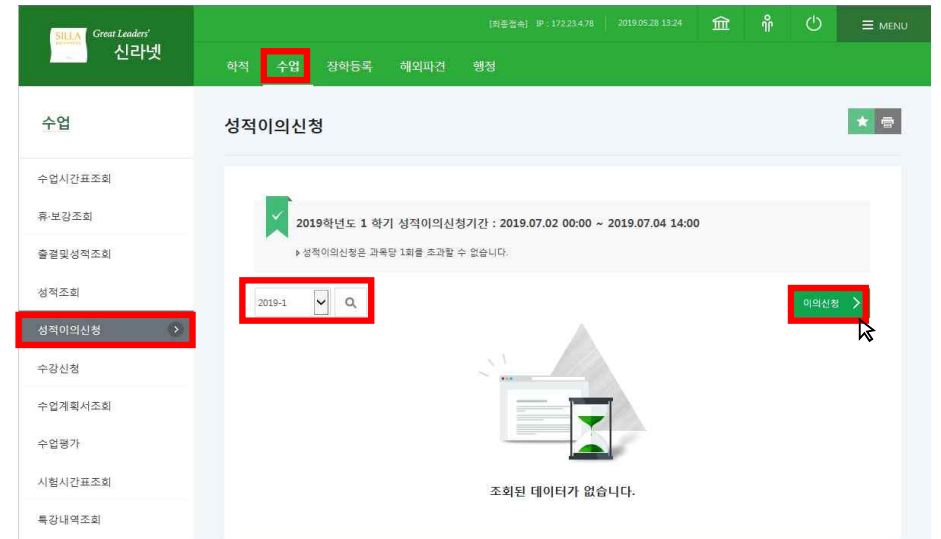 SILLA
Great Leaders'
신라넷
[최종접속] IP : 172.23.4.78 2019.05.28 13:24
MENU
학적 수업 장학등록 해외파견 행정
수업
수업시간표조회
휴·보강조회
출결및성적조회
성적조회
성적이의신청
수강신청
수업계획서조회
수업평가
시험시간표조회
특강내역조회
성적이의신청
2019학년도 1 학기 성적이의신청기간 : 2019.07.02 00:00 ~ 2019.07.04 14:00
성적이의신청은 과목당 1회를 초과할 수 없습니다.
2019-1
이의신청
조회된 데이터가 없습니다.